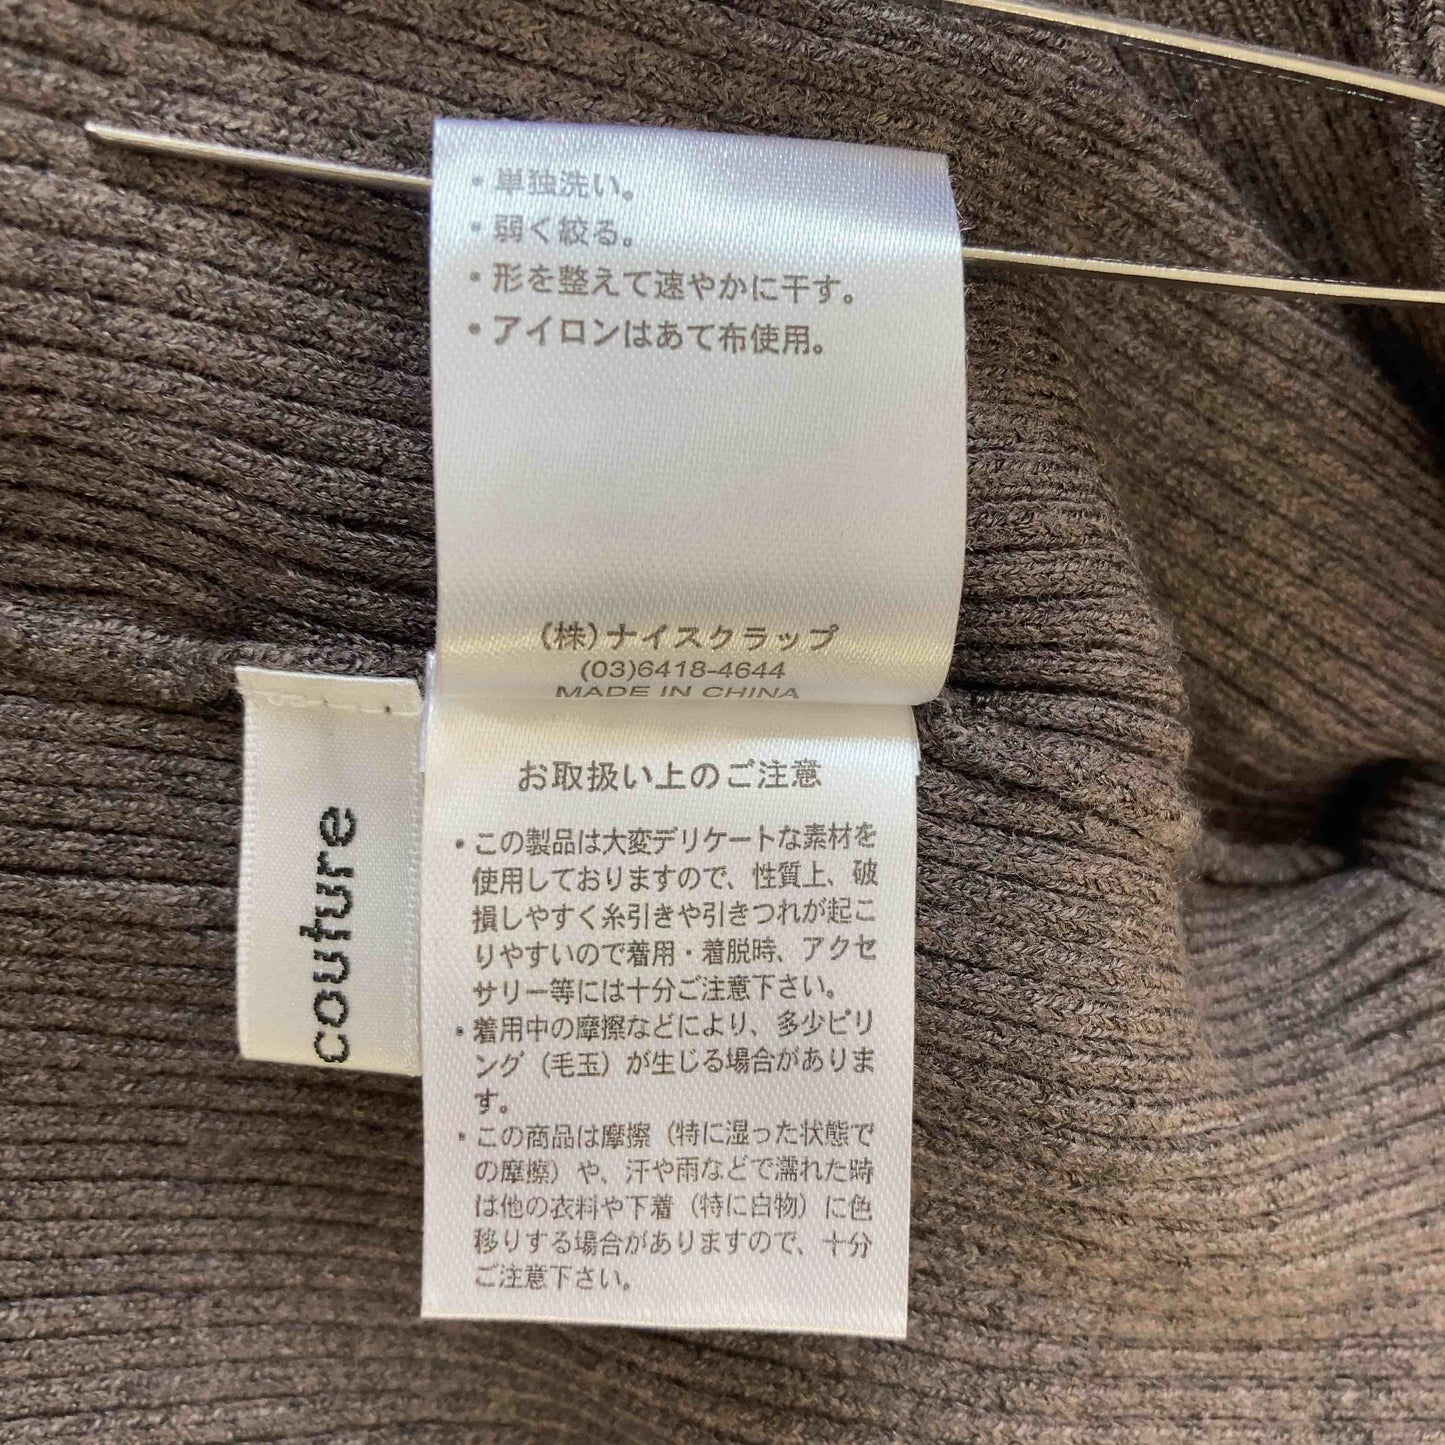 ・単独洗い。
・弱く絞る。
・形を整えて速やかに干す。
・アイロンはあて布使用。
(株)ナイスクラップ
(03)6418-4644
MADE IN CHINA
お取扱い上のご注意
・この製品は大変デリケートな素材を
使用しておりますので、性質上、破
損しやすく糸引きや引きつれが起こ
りやすいので着用・着脱時、アクセ
サリー等には十分ご注意下さい。
・着用中の摩擦などにより、多少ピリ
ング（毛玉）が生じる場合がありま
す。
・この商品は摩擦（特に湿った状態で
の摩擦）や、汗や雨などで濡れた時
は他の衣料や下着（特に白物）に色
移りする場合がありますので、十分
ご注意下さい。
couture